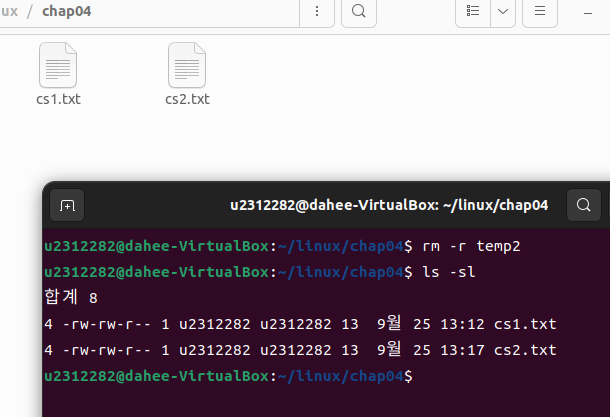 ux / chap04
cs1.txt cs2.txt
u2312282@dahee-VirtualBox: ~/linux/chap04
u2312282@dahee-VirtualBox:~/linux/chap04$ rm -r temp2
u2312282@dahee-VirtualBox:~/linux/chap04$ ls -sl
합계 8
4 -rw-rw-r-- 1 u2312282 u2312282 13  9월 25 13:12 cs1.txt
4 -rw-rw-r-- 1 u2312282 u2312282 13  9월 25 13:17 cs2.txt
u2312282@dahee-VirtualBox:~/linux/chap04$